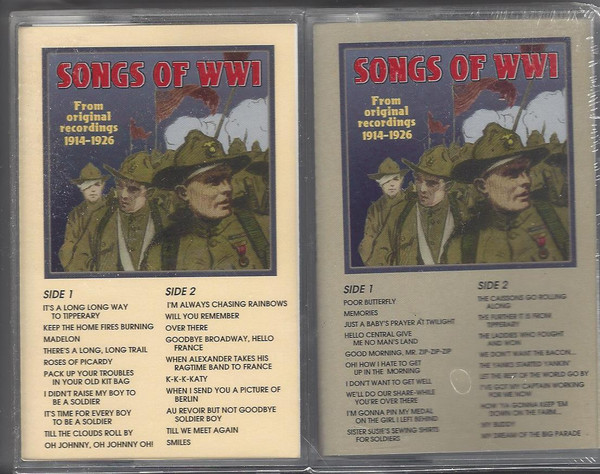 SONGS OF WWI
From
original
recordings
1914-1926
SIDE 1
IT'S A LONG LONG WAY
TO TIPPERARY
KEEP THE HOME FIRES BURNING
MADELON
THERE'S A LONG, LONG TRAIL
ROSES OF PICARDY
PACK UP YOUR TROUBLES
IN YOUR OLD KIT BAG
I DIDN'T RAISE MY BOY TO
BE A SOLDIER
IT'S TIME FOR EVERY BOY
TO BE A SOLDIER
TILL THE CLOUDS ROLL BY
OH JOHNNY, OH JOHNNY OH!
SIDE 2
I'M ALWAYS CHASING RAINBOWS
WILL YOU REMEMBER
OVER THERE
GOODBYE BROADWAY, HELLO
FRANCE
WHEN ALEXANDER TAKES HIS
RAGTIME BAND TO FRANCE
K-K-K-KATY
WHEN I SEND YOU A PICTURE OF
BERLIN
AU REVOIR BUT NOT GOODBYE
SOLDIER BOY
TILL WE MEET AGAIN
SMILES
SONGS OF WWI
From
original
recordings
1914-1926
SIDE 1
POOR BUTTERFLY
MEMORIES
JUST A BABY'S PRAYER AT TWILIGHT
HELLO CENTRAL GIVE
ME NO MAN'S LAND
GOOD MORNING, MR. ZIP-ZIP-ZIP
OH! HOW I HATE TO GET
UP IN THE MORNING
I DON'T WANT TO GET WELL
WE'LL DO OUR SHARE-WHILE
YOU'RE OVER THERE
I'M GONNA PIN MY MEDAL
ON THE GIRL I LEFT BEHIND
SISTER SUSIE'S SEWING SHIRTS
FOR SOLDIERS
SIDE 2
THE CAISSONS GO ROLLING
ALONG
THE FURTHER IT IS FROM
TIPPERARY
THE LADDIES WHO FOUGHT
AND WON
WE DON'T WANT THE BACON...
THE YANKS STARTED YANKIN'
LET THE REST OF THE WORLD GO BY
I'VE GOT MY CAPTAIN WORKING
FOR ME NOW
HOW 'YA GONNA KEEP 'EM
DOWN ON THE FARM...
MY BUDDY
MY DREAM OF THE BIG PARADE